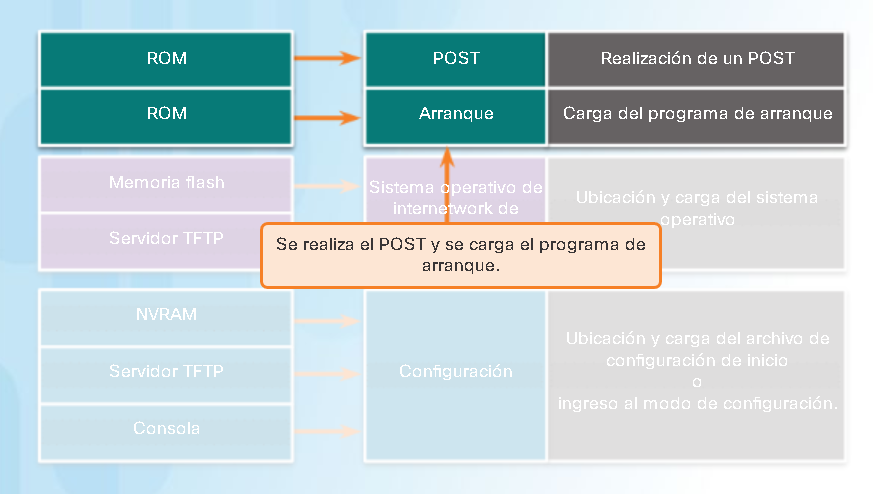 ROM
POST
Realización de un POST
ROM
Arranque
Carga del programa de arranque
Memoria flash
Sistema operativo de
internetwork de
Ubicación y carga del sistema
operativo
Servidor TFTP
Se realiza el POST y se carga el programa de
arranque.
NVRAM
Servidor TFTP
Consola
Configuración
Ubicación y carga del archivo de
configuración de inicio
o
ingreso al modo de configuración.